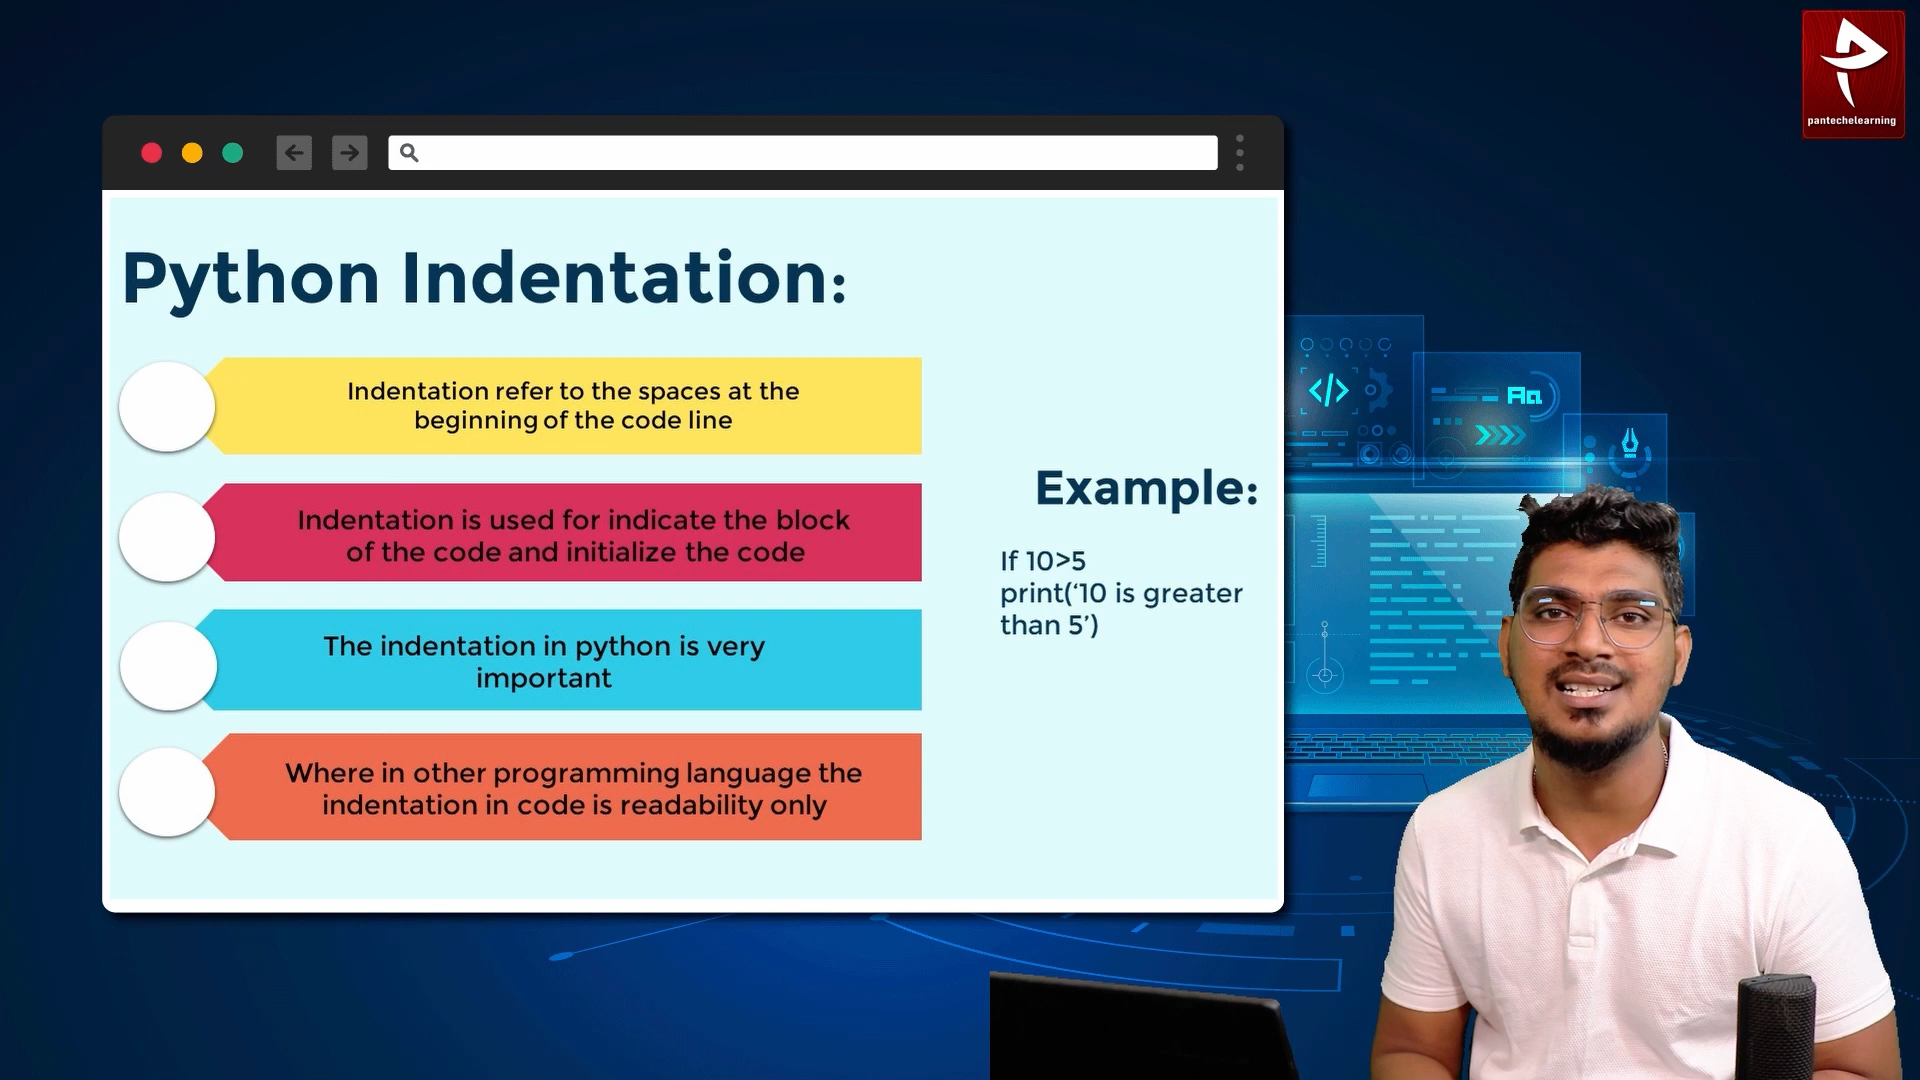 pantechelearning
Python Indentation:
Indentation refer to the spaces at the
beginning of the code line
Indentation is used for indicate the block
of the code and initialize the code
The indentation in python is very
important
Where in other programming language the
indentation in code is readability only
Example:
If 10>5
print(‘10 is greater
than 5’)
</>
Aa